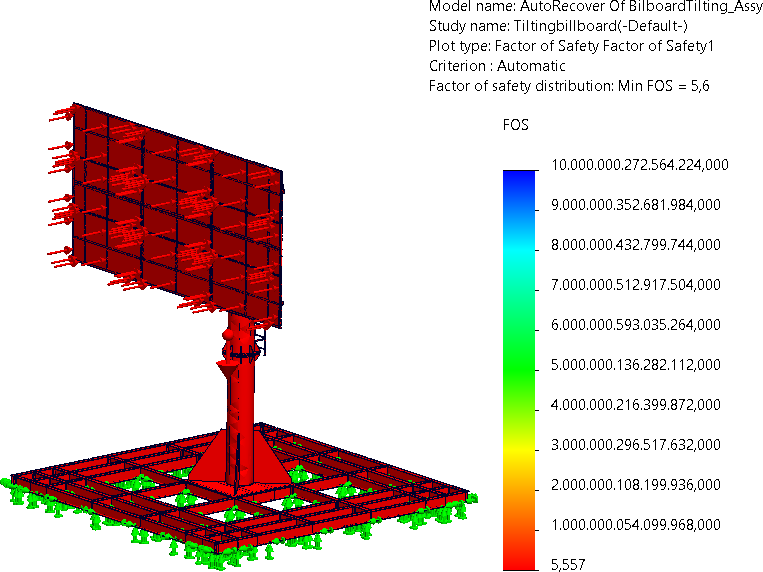 Model name: AutoRecover Of BilboardTilting_Assy
Study name: Tiltingbillboard(-Default-)
Plot type: Factor of Safety Factor of Safety1
Criterion : Automatic
Factor of safety distribution: Min FOS = 5,6
FOS
10.000.000.272.564.224,000
9.000.000.352.681.984,000
8.000.000.432.799.744,000
7.000.000.512.917.504,000
6.000.000.593.035.264,000
5.000.000.136.282.112,000
4.000.000.216.399.872,000
3.000.000.296.517.632,000
2.000.000.108.199.936,000
1.000.000.054.099.968,000
5,557